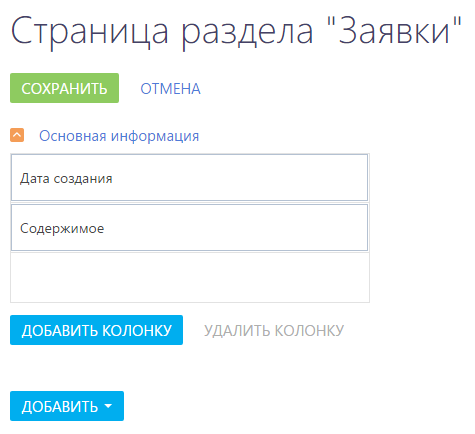 Страница раздела "Заявки"
СОХРАНИТЬ ОТМЕНА
Основная информация
Дата создания
Содержимое
ДОБАВИТЬ КОЛОНКУ УДАЛИТЬ КОЛОНКУ
ДОБАВИТЬ